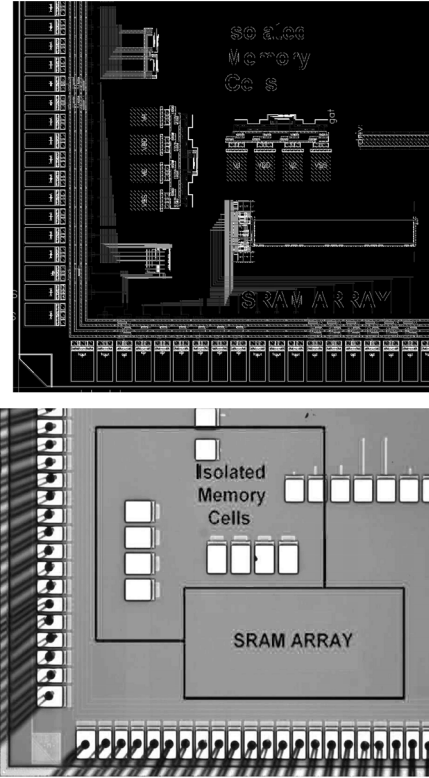 Isolated
Memory
Cells
SRAM ARRAY
Isolated
Memory
Cells
SRAM ARRAY